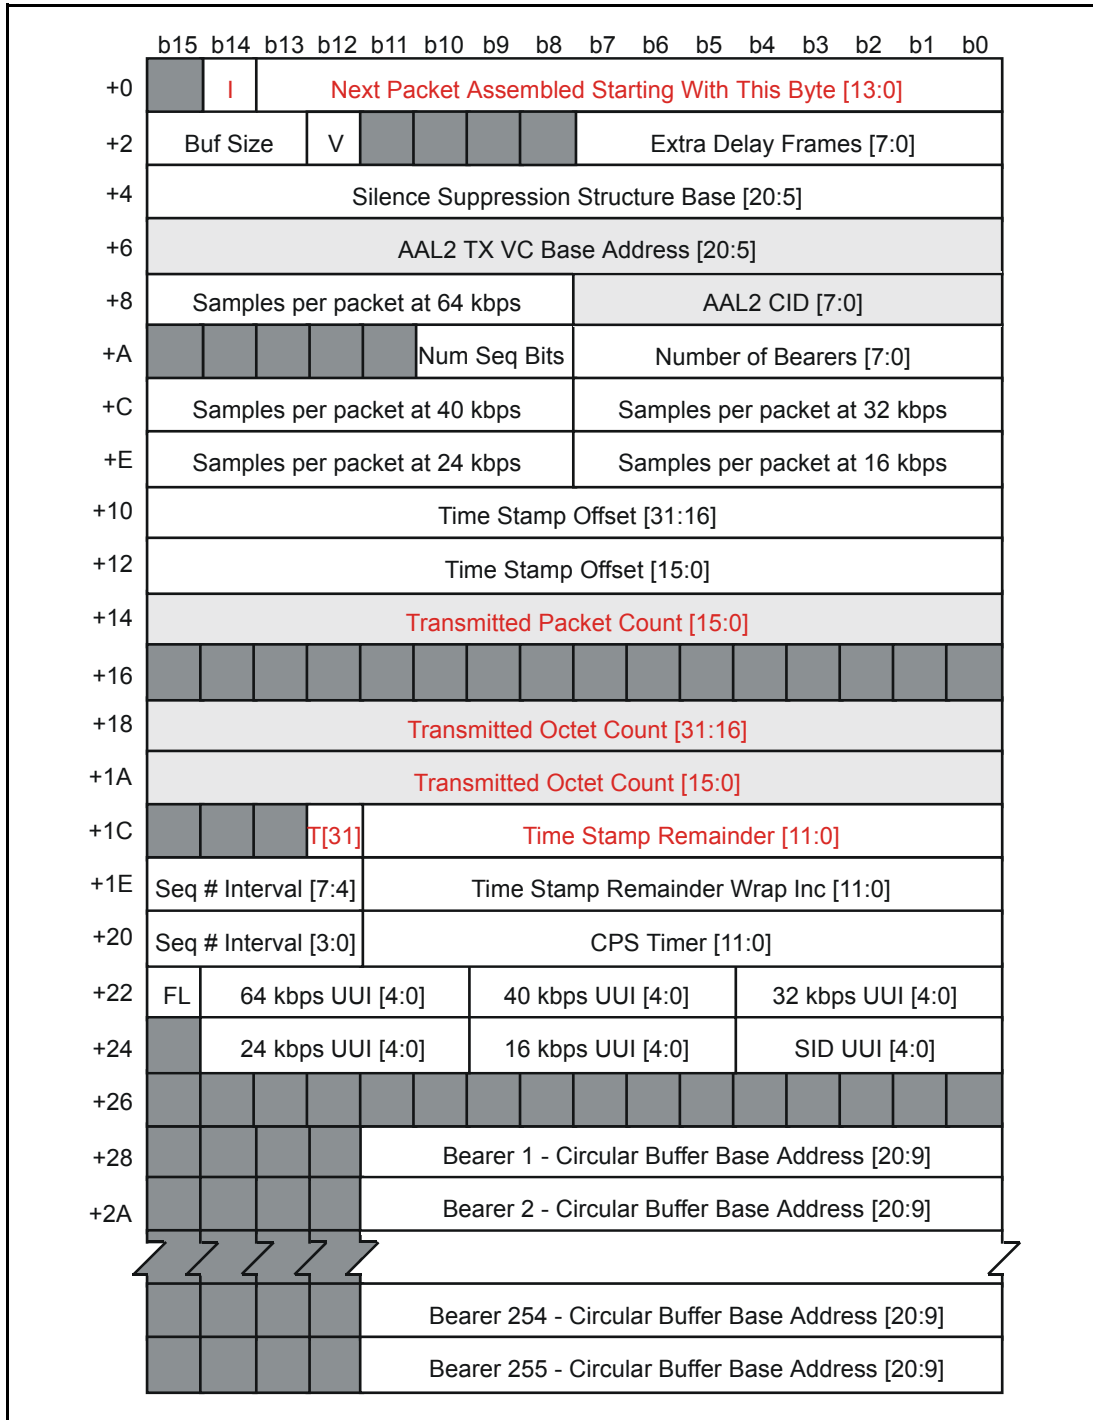 b15 b14 b13 b12 b11 b10 b9 b8 b7 b6 b5 b4 b3 b2 b1 b0
+0 I Next Packet Assembled Starting With This Byte [13:0]
+2 Buf Size V Extra Delay Frames [7:0]
+4 Silence Suppression Structure Base [20:5]
+6 AAL2 TX VC Base Address [20:5]
+8 Samples per packet at 64 kbps AAL2 CID [7:0]
+A Num Seq Bits Number of Bearers [7:0]
+C Samples per packet at 40 kbps Samples per packet at 32 kbps
+E Samples per packet at 24 kbps Samples per packet at 16 kbps
+10 Time Stamp Offset [31:16]
+12 Time Stamp Offset [15:0]
+14 Transmitted Packet Count [15:0]
+16
+18 Transmitted Octet Count [31:16]
+1A Transmitted Octet Count [15:0]
+1C T[31] Time Stamp Remainder [11:0]
+1E Seq # Interval [7:4] Time Stamp Remainder Wrap Inc [11:0]
+20 Seq # Interval [3:0] CPS Timer [11:0]
+22 FL 64 kbps UUI [4:0] 40 kbps UUI [4:0] 32 kbps UUI [4:0]
+24 24 kbps UUI [4:0] 16 kbps UUI [4:0] SID UUI [4:0]
+26
+28 Bearer 1 - Circular Buffer Base Address [20:9]
+2A Bearer 2 - Circular Buffer Base Address [20:9]
Bearer 254 - Circular Buffer Base Address [20:9]
Bearer 255 - Circular Buffer Base Address [20:9]